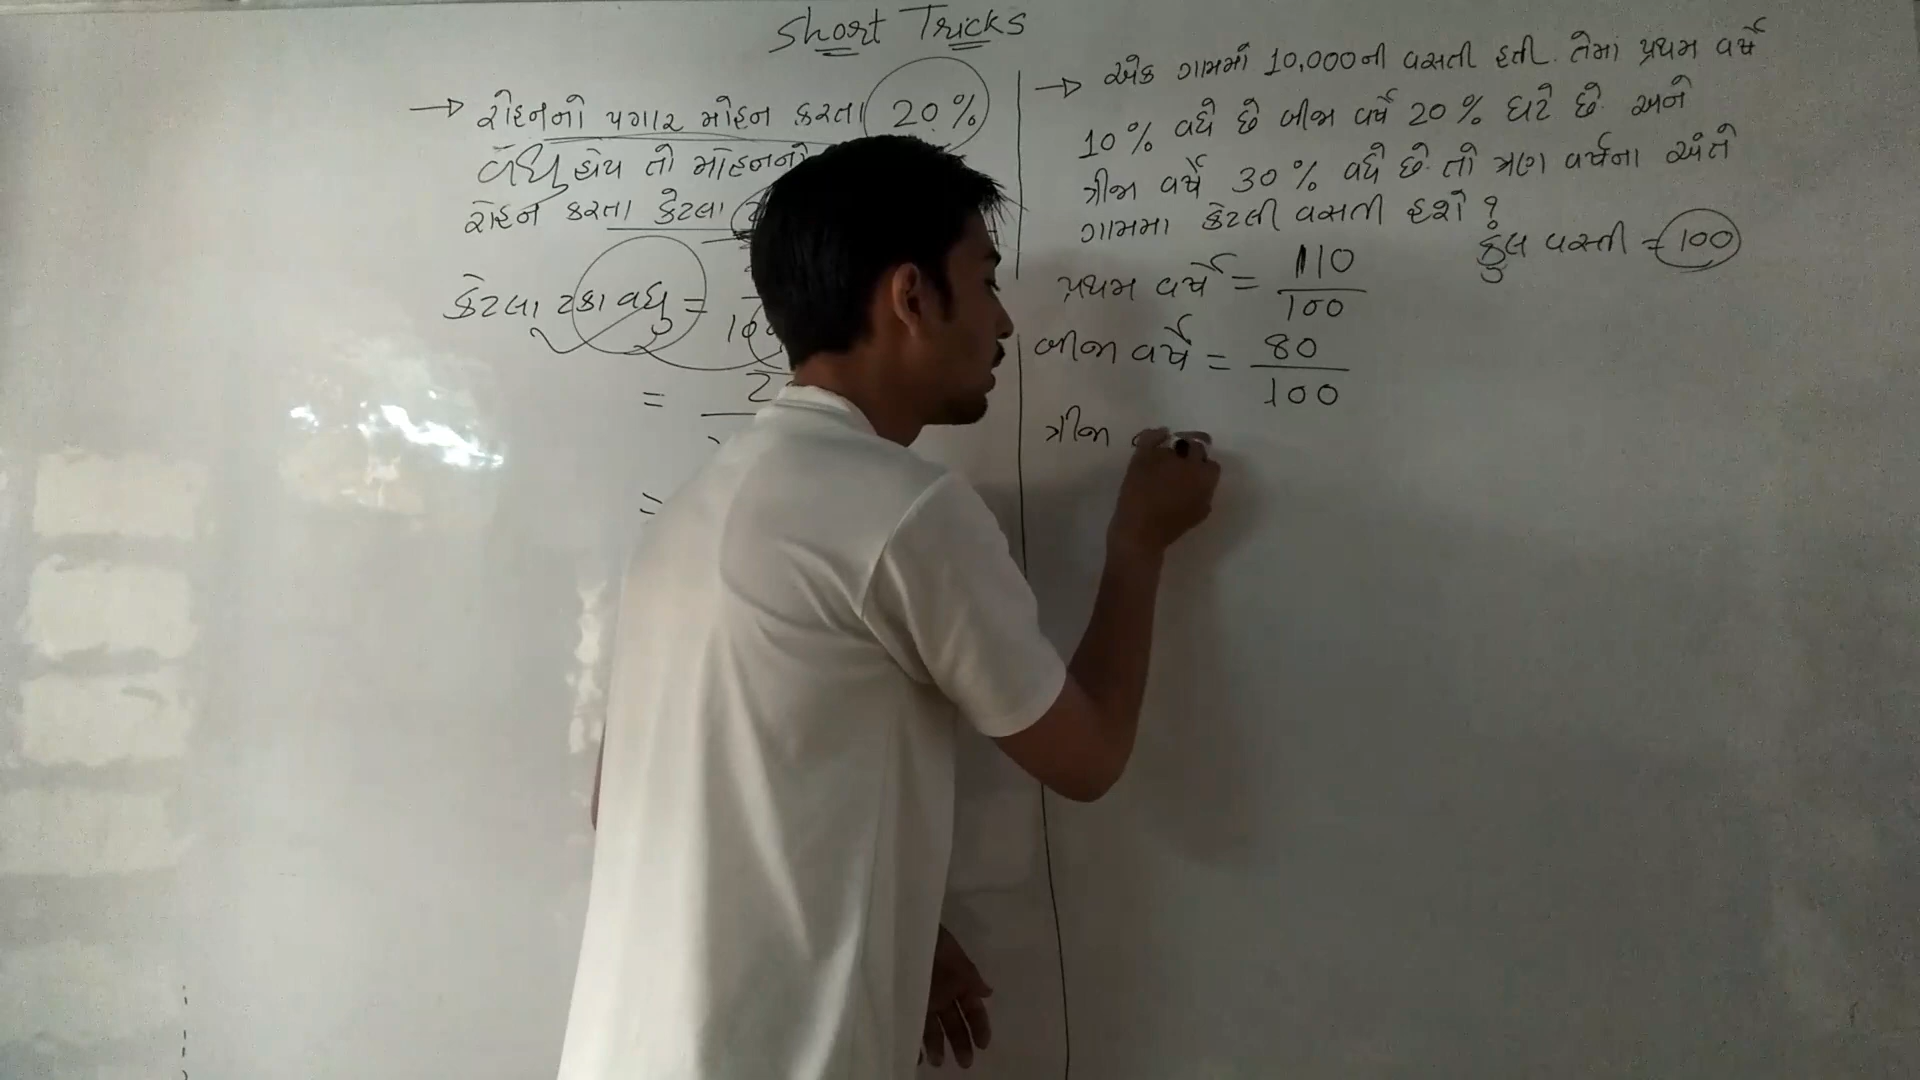 Short Tricks
→ રોહનનો પગાર મોહન કરતા 20%
વધુ હોય તો મોહનનો
રોહન કરતા કેટલા
કેટલા ટકા વધુ =
=
=
→ એક ગામમાં 10,000ની વસતી હતી. તેમાં પ્રથમ વર્ષે
10% વધે છે બીજા વર્ષે 20% ઘટે છે. અને
ત્રીજા વર્ષે 30% વધે છે. તો ત્રણ વર્ષના અંતે
ગામમા કેટલી વસતી હશે ?
કુલ વસ્તી = 100
પ્રથમ વર્ષે = 110
100
બીજા વર્ષે = 80
100
ત્રીજા